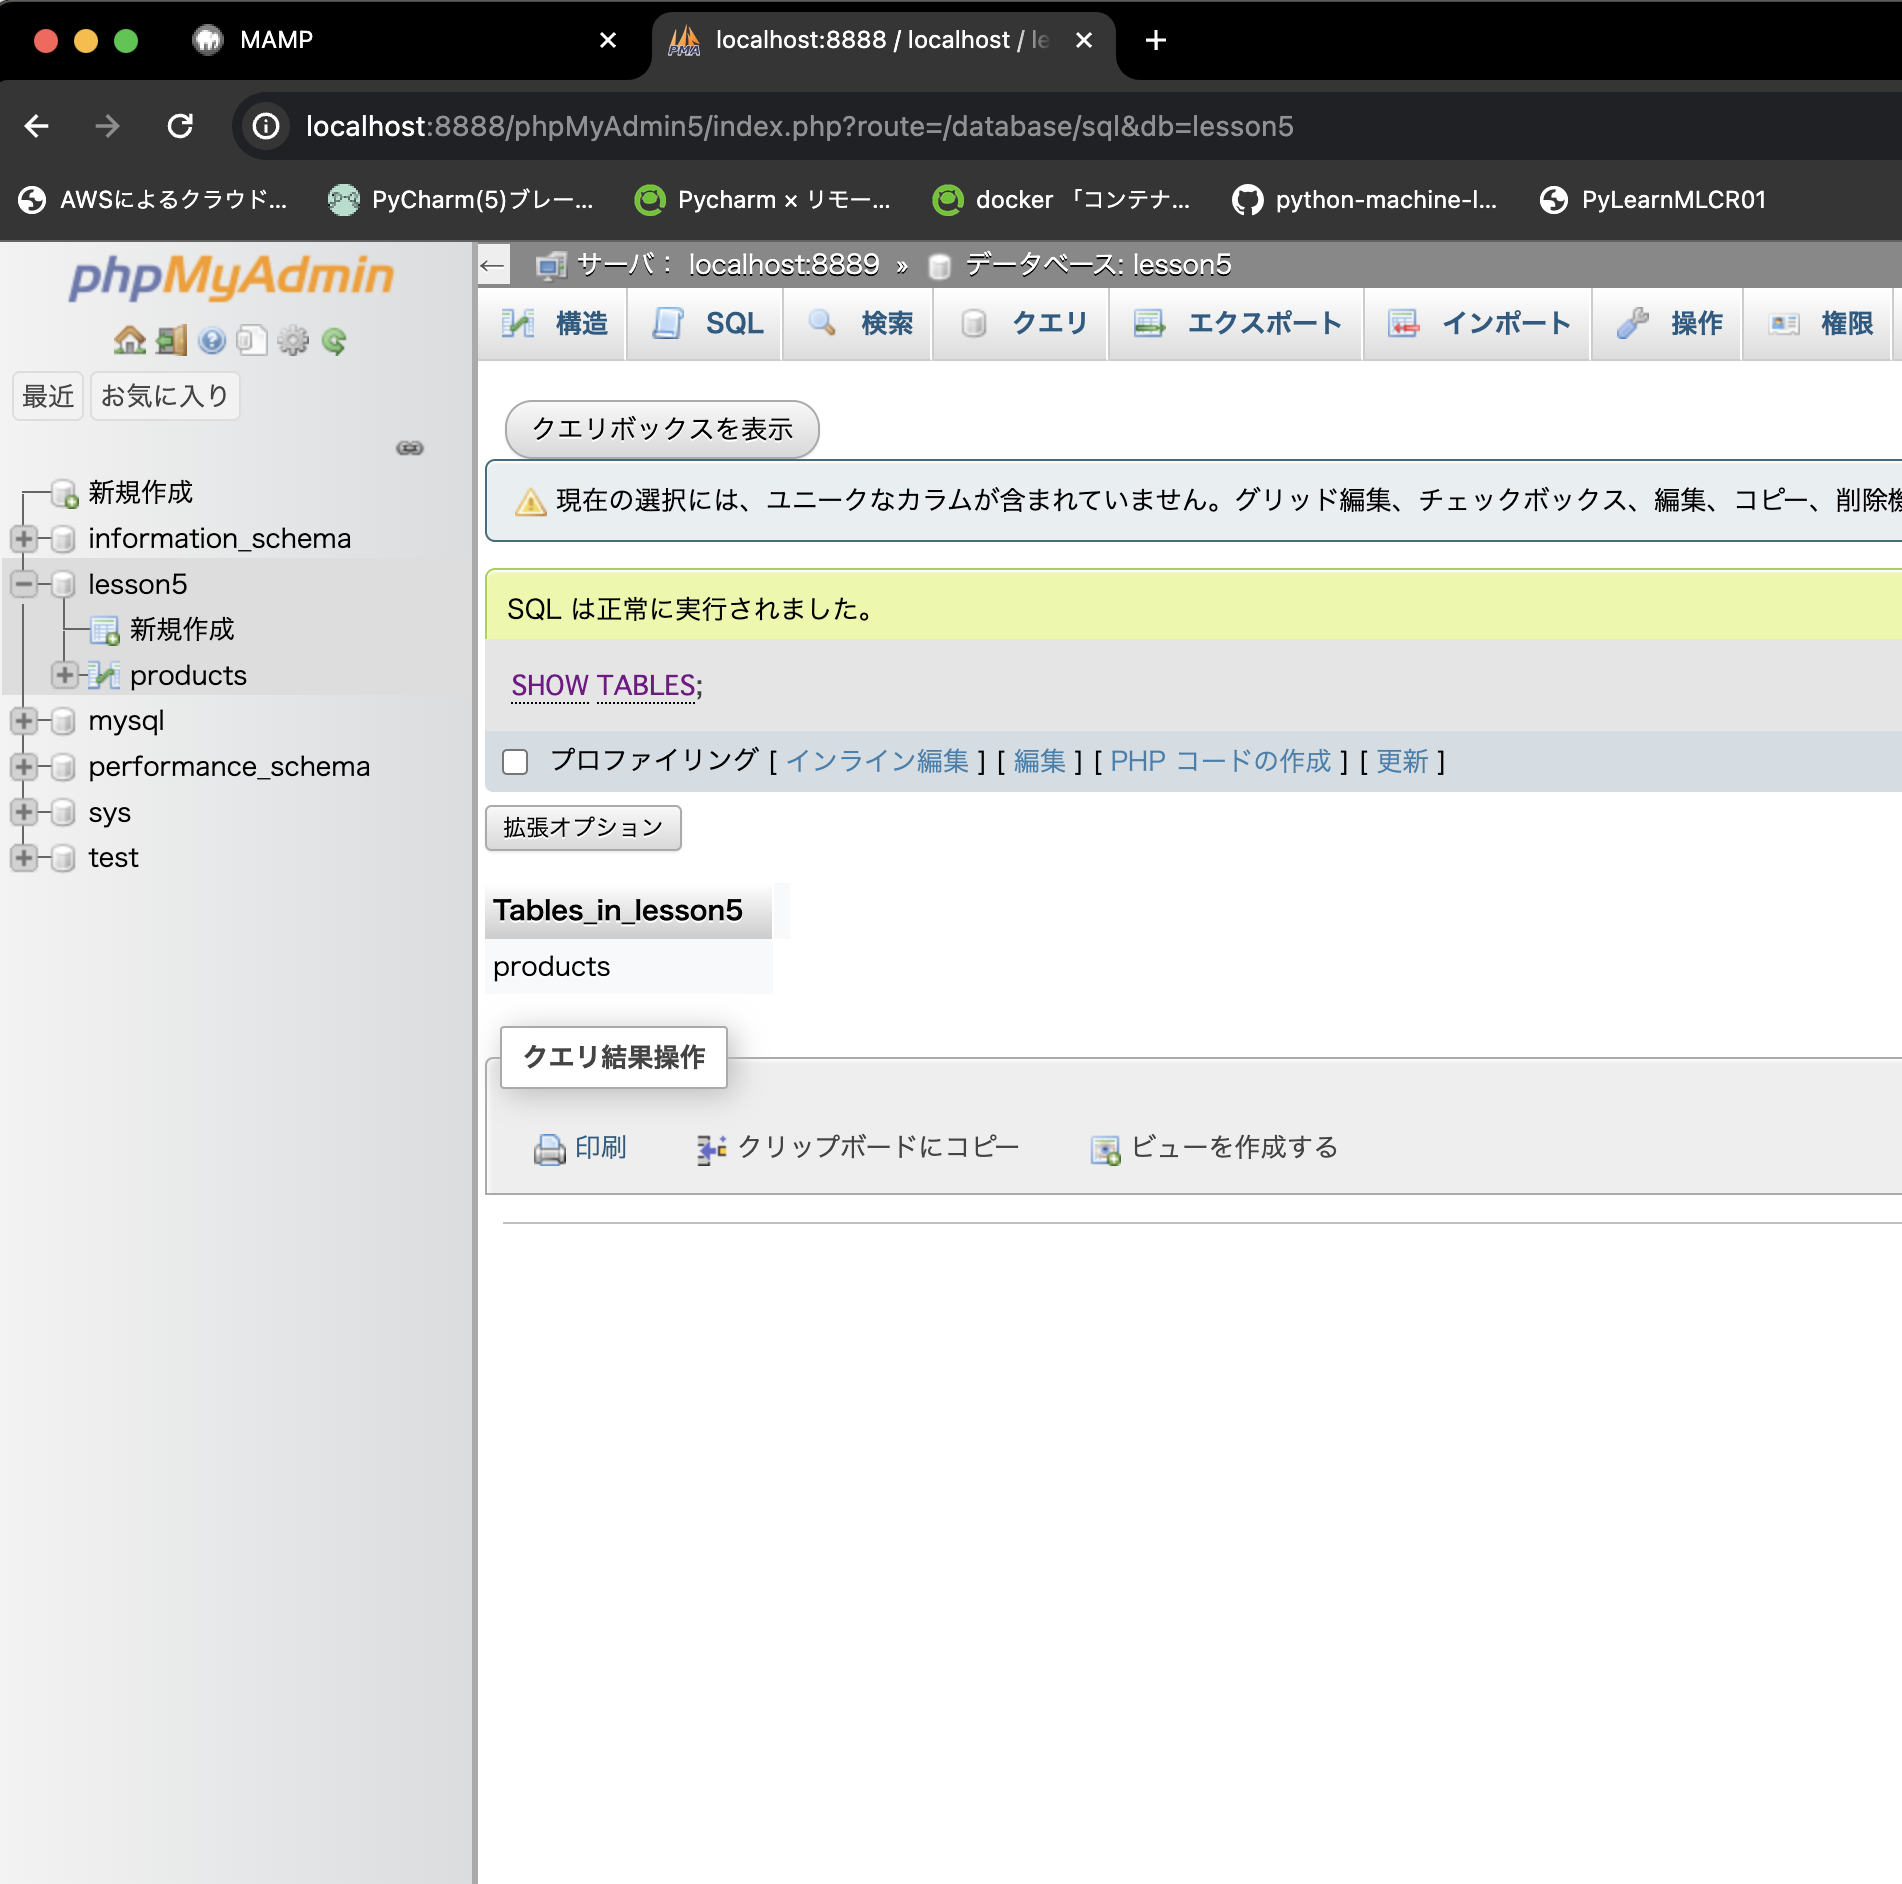 MAMP
localhost:8888 / localhost / le
localhost:8888/phpMyAdmin5/index.php?route=/database/sql&db=lesson5
AWSによるクラウド...
PyCharm(5)ブレー...
Pycharm × リモー...
docker 「コンテナ...
python-machine-l...
PyLearnMLCR01
phpMyAdmin
最近
お気に入り
新規作成
information_schema
lesson5
新規作成
products
mysql
performance_schema
sys
test
← サーバ： localhost:8889 » データベース: lesson5
構造 SQL 検索 クエリ エクスポート インポート 操作 権限
クエリボックスを表示
現在の選択には、ユニークなカラムが含まれていません。グリッド編集、チェックボックス、編集、コピー、削除機
SQL は正常に実行されました。
SHOW TABLES;
プロファイリング [ インライン編集 ] [ 編集 ] [ PHP コードの作成 ] [ 更新 ]
拡張オプション
Tables_in_lesson5
products
クエリ結果操作
印刷 クリップボードにコピー ビューを作成する